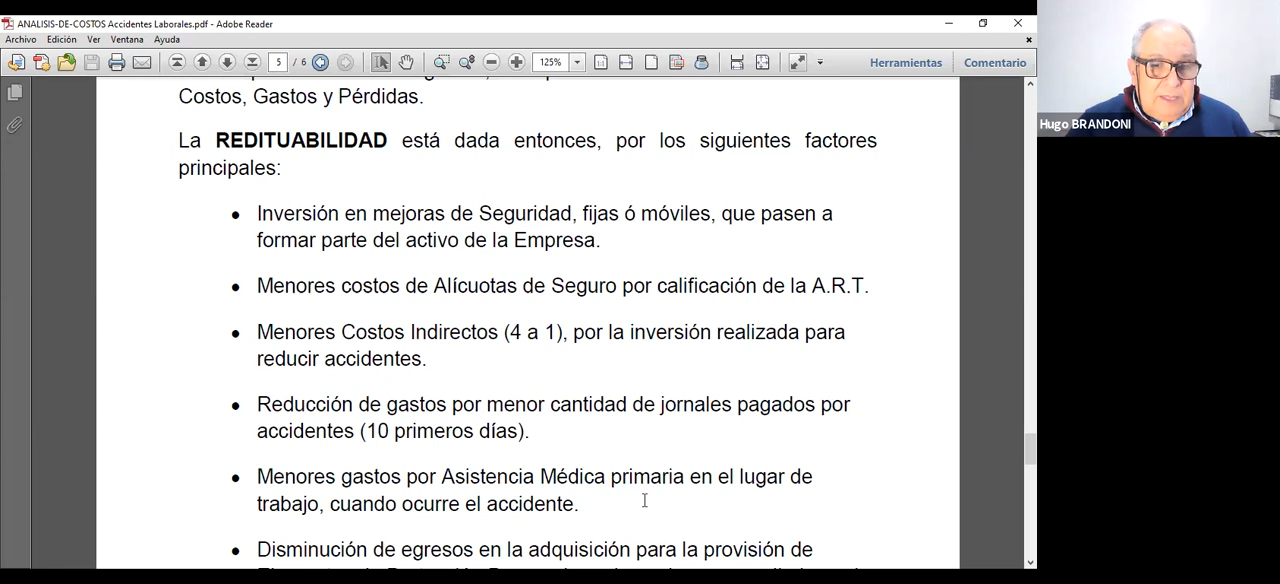 ANALISIS-DE-COSTOS Accidentes Laborales.pdf - Adobe Reader
Archivo Edición Ver Ventana Ayuda
5 / 6 125% Herramientas Comentario
Costos, Gastos y Pérdidas.
La REDITUABILIDAD está dada entonces, por los siguientes factores
principales:
• Inversión en mejoras de Seguridad, fijas ó móviles, que pasen a
formar parte del activo de la Empresa.
• Menores costos de Alícuotas de Seguro por calificación de la A.R.T.
• Menores Costos Indirectos (4 a 1), por la inversión realizada para
reducir accidentes.
• Reducción de gastos por menor cantidad de jornales pagados por
accidentes (10 primeros días).
• Menores gastos por Asistencia Médica primaria en el lugar de
trabajo, cuando ocurre el accidente.
• Disminución de egresos en la adquisición para la provisión de
Hugo BRANDONI